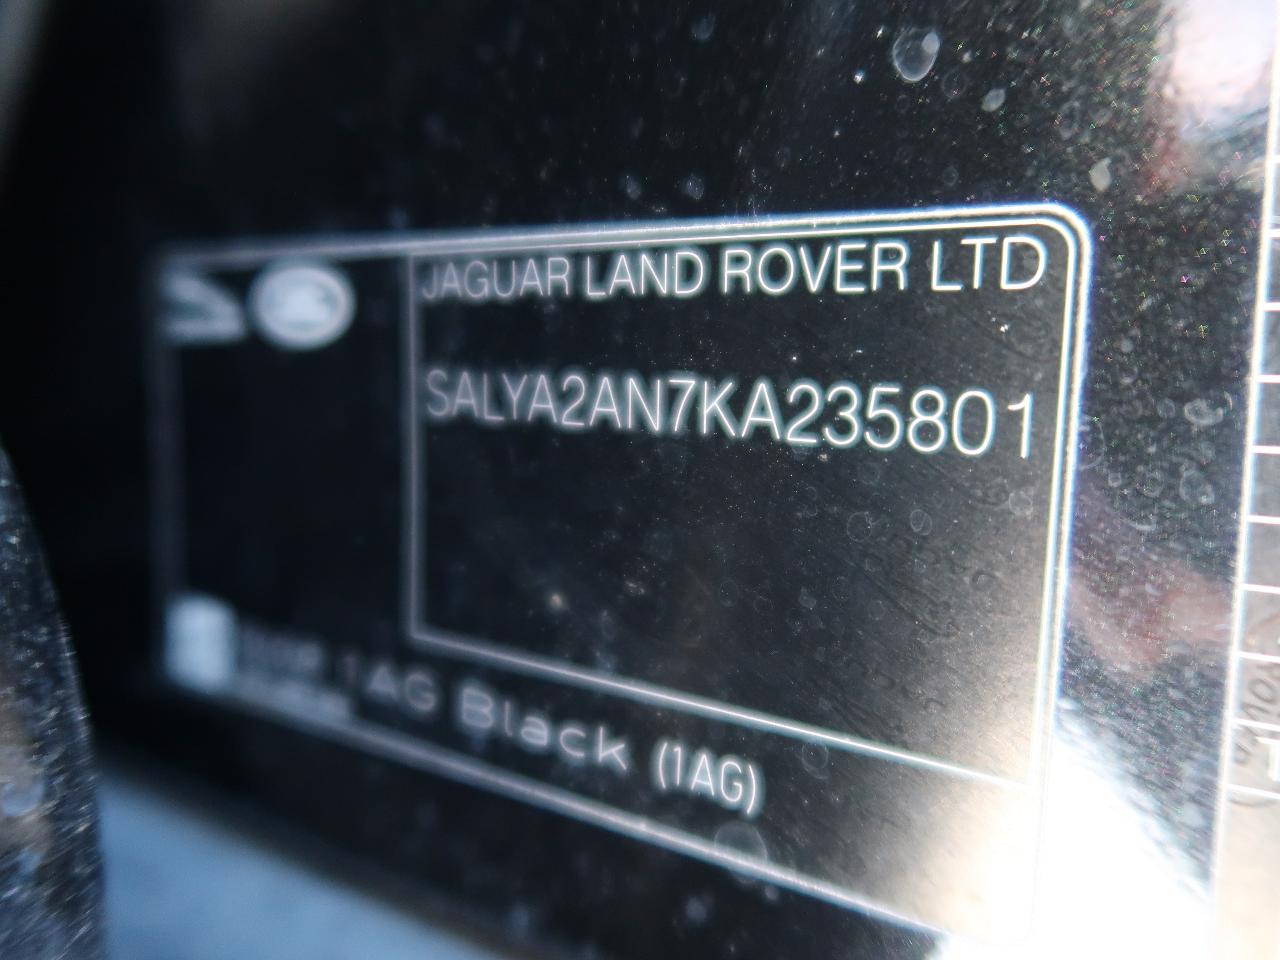 JAGUAR LAND ROVER LTD
SALYA2AN7KA235801
1AG Black (1AG)